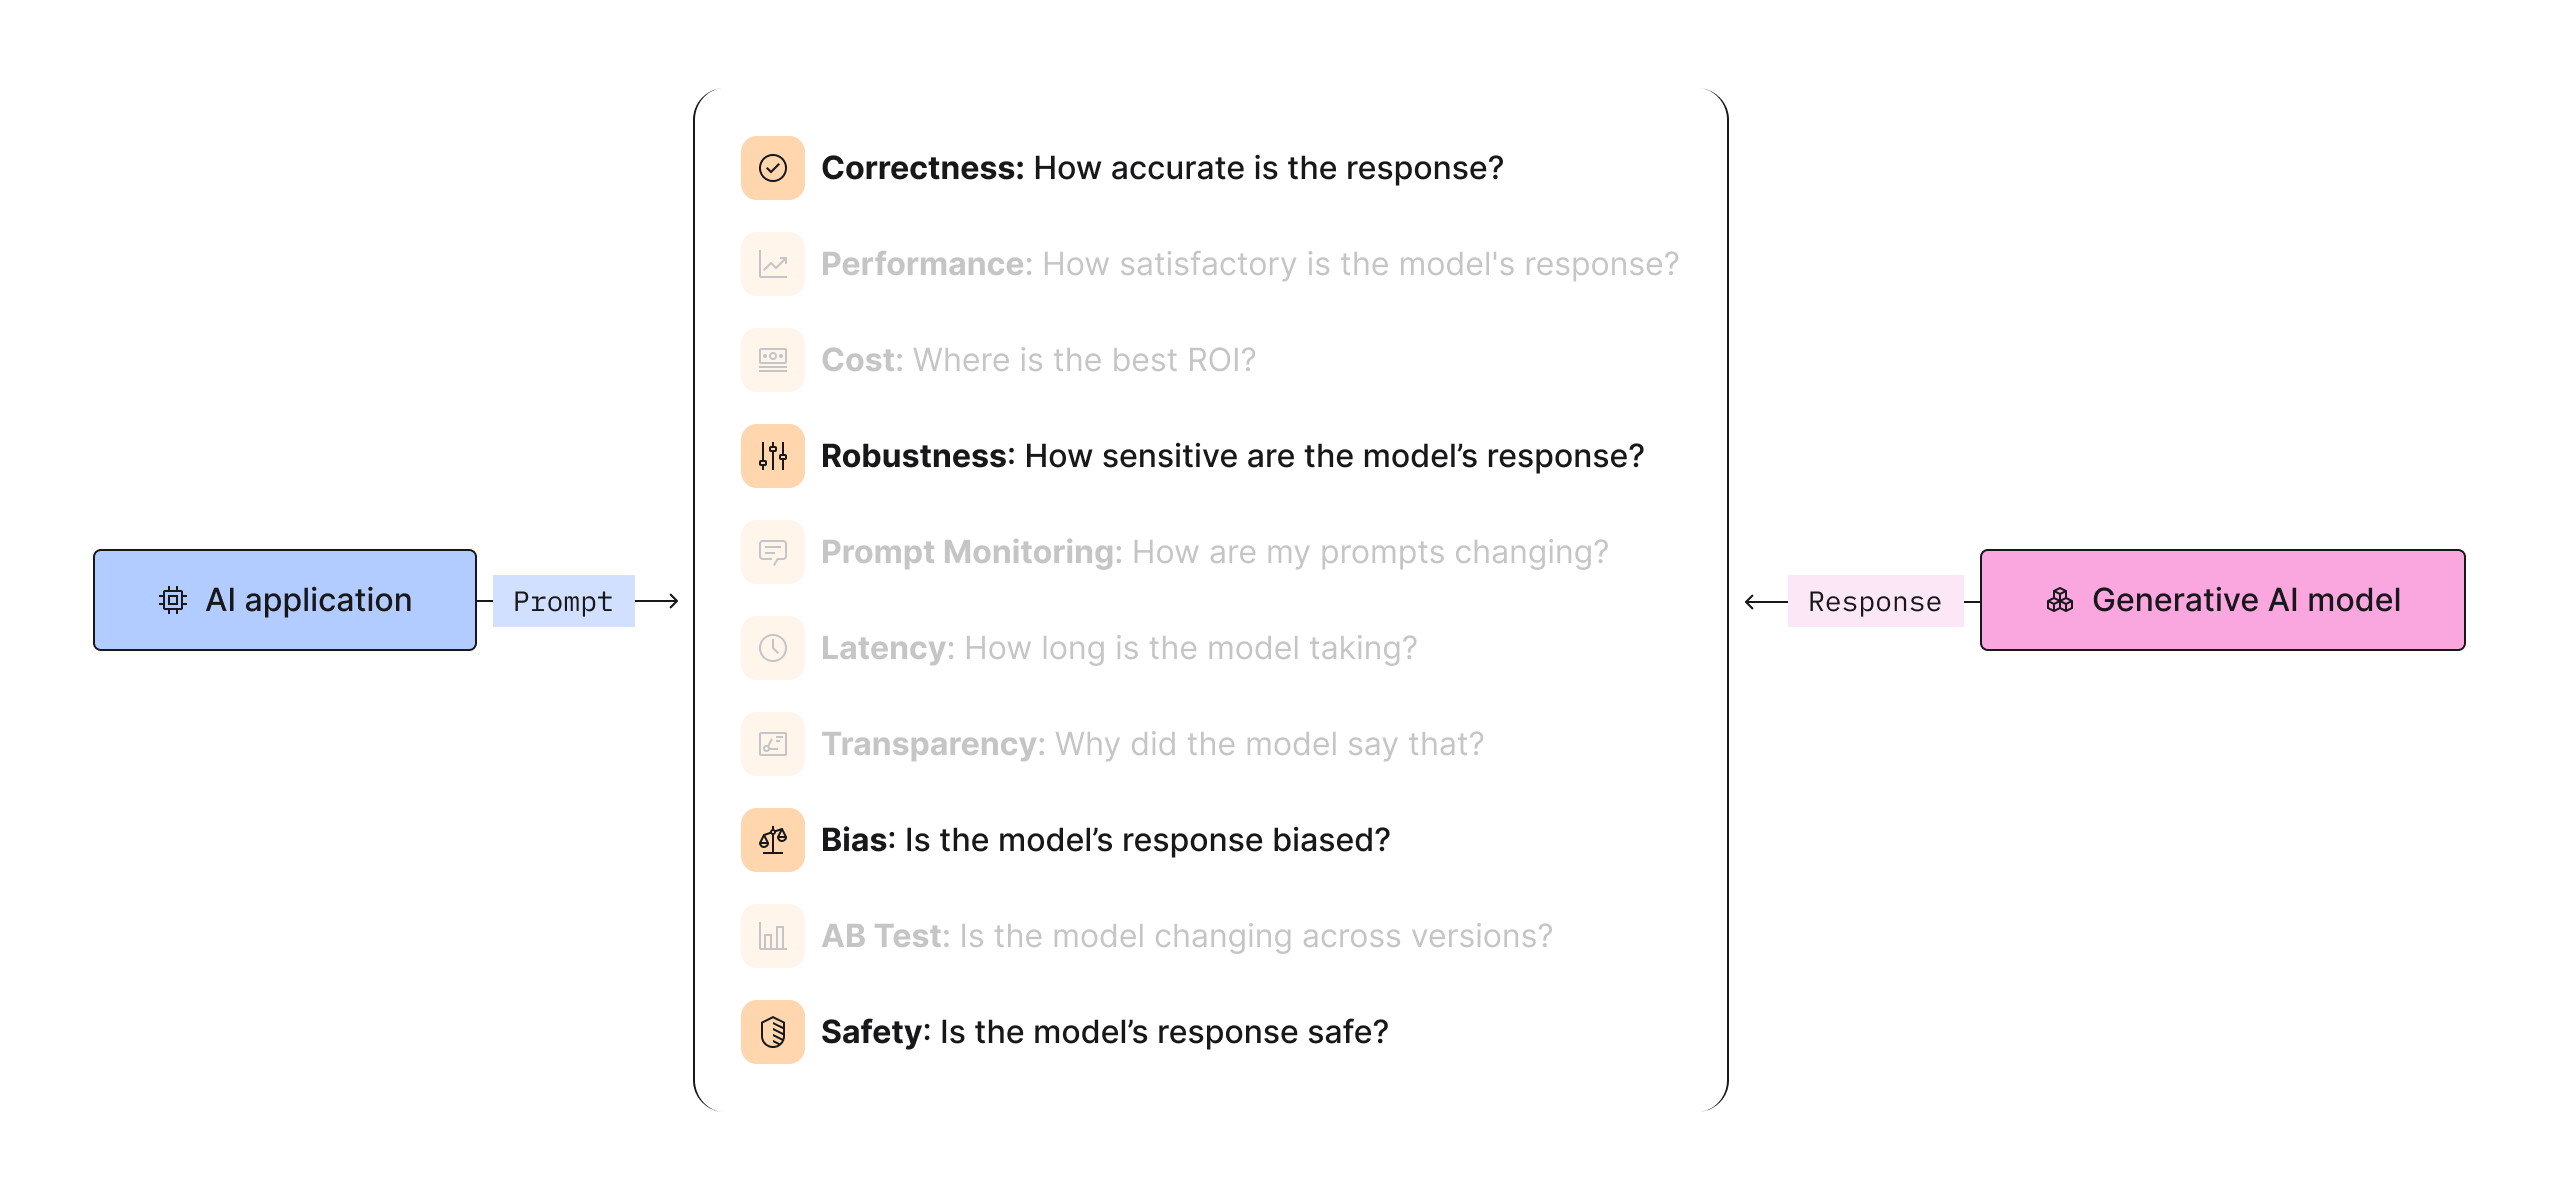 Correctness: How accurate is the response?
Performance: How satisfactory is the model's response?
Cost: Where is the best ROI?
Robustness: How sensitive are the model’s response?
Prompt Monitoring: How are my prompts changing?
AI application
Prompt
Response
Generative AI model
Latency: How long is the model taking?
Transparency: Why did the model say that?
Bias: Is the model’s response biased?
AB Test: Is the model changing across versions?
Safety: Is the model’s response safe?